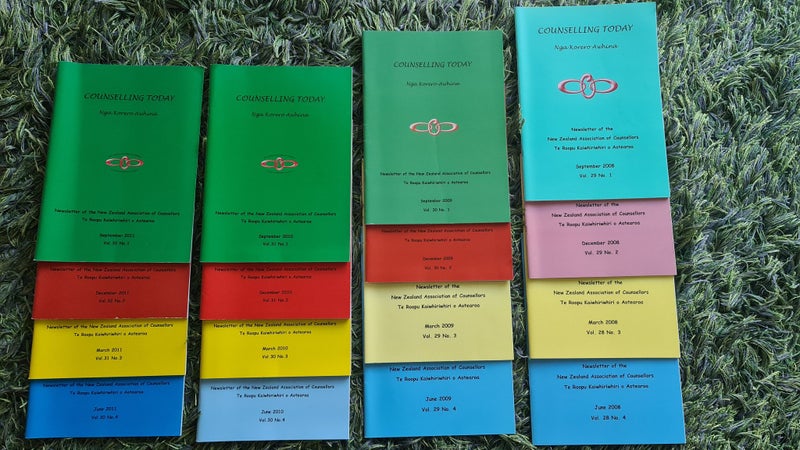 COUNSELLING TODAY
Nga Korero Awhina
Newsletter of the New Zealand Association of Counsellors
Te Roopu Kaiwhiriwhiri o Aotearoa
September 2011
Newsletter of the New Zealand Association of Counsellors
Te Roopu Kaiwhiriwhiri o Aotearoa
December 2011
Newsletter of the New Zealand Association of Counsellors
Te Roopu Kaiwhiriwhiri o Aotearoa
March 2011
Vol. 31 No.3
Newsletter of the New Zealand Association of Counsellors
Te Roopu Kaiwhiriwhiri o Aotearoa
June 2011
COUNSELLING TODAY
Nga Korero Awhina
Newsletter of the New Zealand Association of Counsellors
Te Roopu Kaiwhiriwhiri o Aotearoa
September 2010
Newsletter of the New Zealand Association of Counsellors
Te Roopu Kaiwhiriwhiri o Aotearoa
December 2010
Newsletter of the New Zealand Association of Counsellors
Te Roopu Kaiwhiriwhiri o Aotearoa
March 2010
Vol. 30 No.3
Newsletter of the New Zealand Association of Counsellors
Te Roopu Kaiwhiriwhiri o Aotearoa
June 2010
Vol. 30 No.4
COUNSELLING TODAY
Nga Korero Awhina
Newsletter of the New Zealand Association of Counsellors
Te Roopu Kaiwhiriwhiri o Aotearoa
September 2009
Vol. 30 No. 1
Newsletter of the New Zealand Association of Counsellors
Te Roopu Kaiwhiriwhiri o Aotearoa
December 2009
Vol. 30 No. 2
Newsletter of the
New Zealand Association of Counsellors
Te Roopu Kaiwhiriwhiri o Aotearoa
March 2009
Vol. 29 No. 3
Newsletter of the
New Zealand Association of Counsellors
Te Roopu Kaiwhiriwhiri o Aotearoa
June 2009
Vol. 29 No. 4
COUNSELLING TODAY
Nga Korero Awhina
Newsletter of the
New Zealand Association of Counsellors
Te Roopu Kaiwhiriwhiri o Aotearoa
September 2008
Vol. 29 No. 1
Newsletter of the
New Zealand Association of Counsellors
Te Roopu Kaiwhiriwhiri o Aotearoa
December 2008
Vol. 29 No. 2
Newsletter of the
New Zealand Association of Counsellors
Te Roopu Kaiwhiriwhiri o Aotearoa
March 2008
Vol. 28 No. 3
Newsletter of the
New Zealand Association of Counsellors
Te Roopu Kaiwhiriwhiri o Aotearoa
June 2008
Vol. 28 No. 4